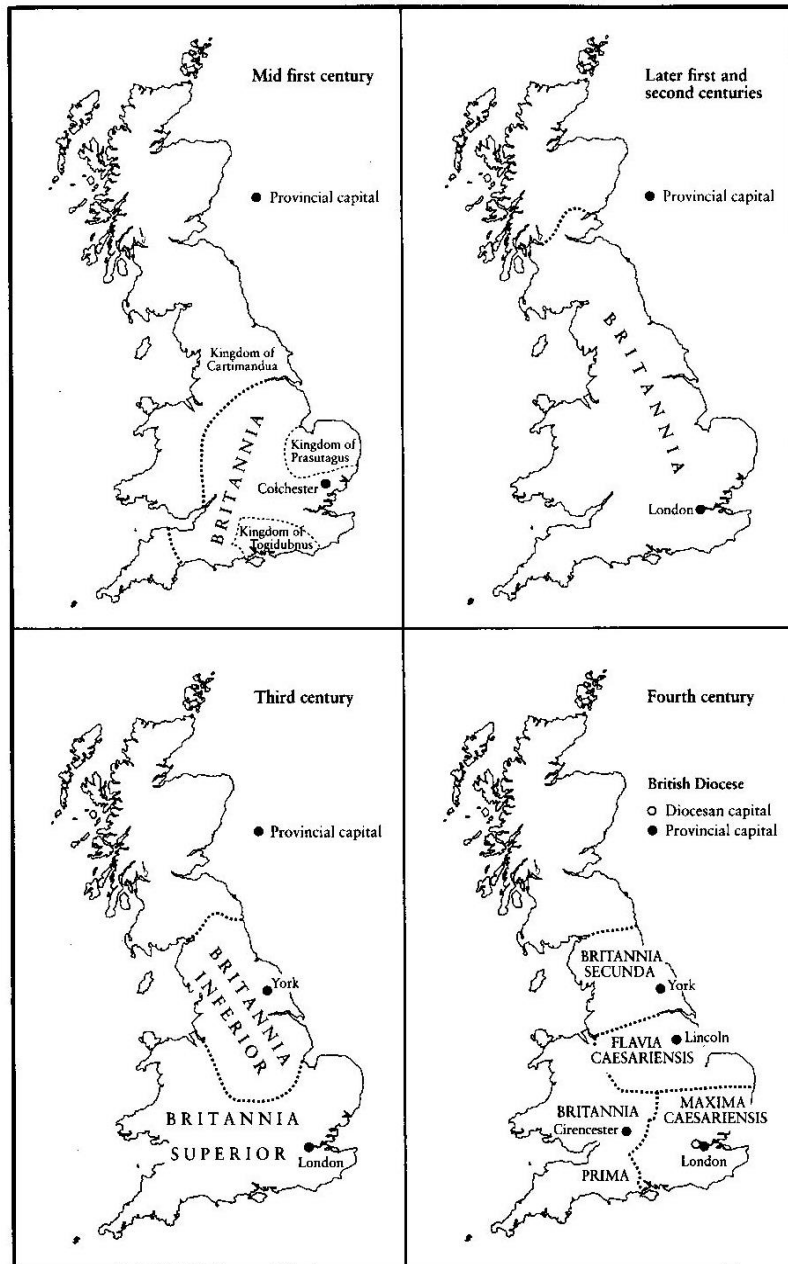 Mid first century
● Provincial capital
Kingdom of
Cartimandua
BRITANNIA
Kingdom of
Prasutagus
Colchester
Kingdom of
Togidubnus
Later first and
second centuries
● Provincial capital
BRITANNIA
London
Third century
● Provincial capital
BRITANNIA
INFERIOR
York
BRITANNIA
SUPERIOR
London
Fourth century
British Diocese
○ Diocesan capital
● Provincial capital
BRITANNIA
SECUNDA
York
Lincoln
FLAVIA
CAESARIENSIS
MAXIMA
CAESARIENSIS
BRITANNIA
Cirencester
London
PRIMA